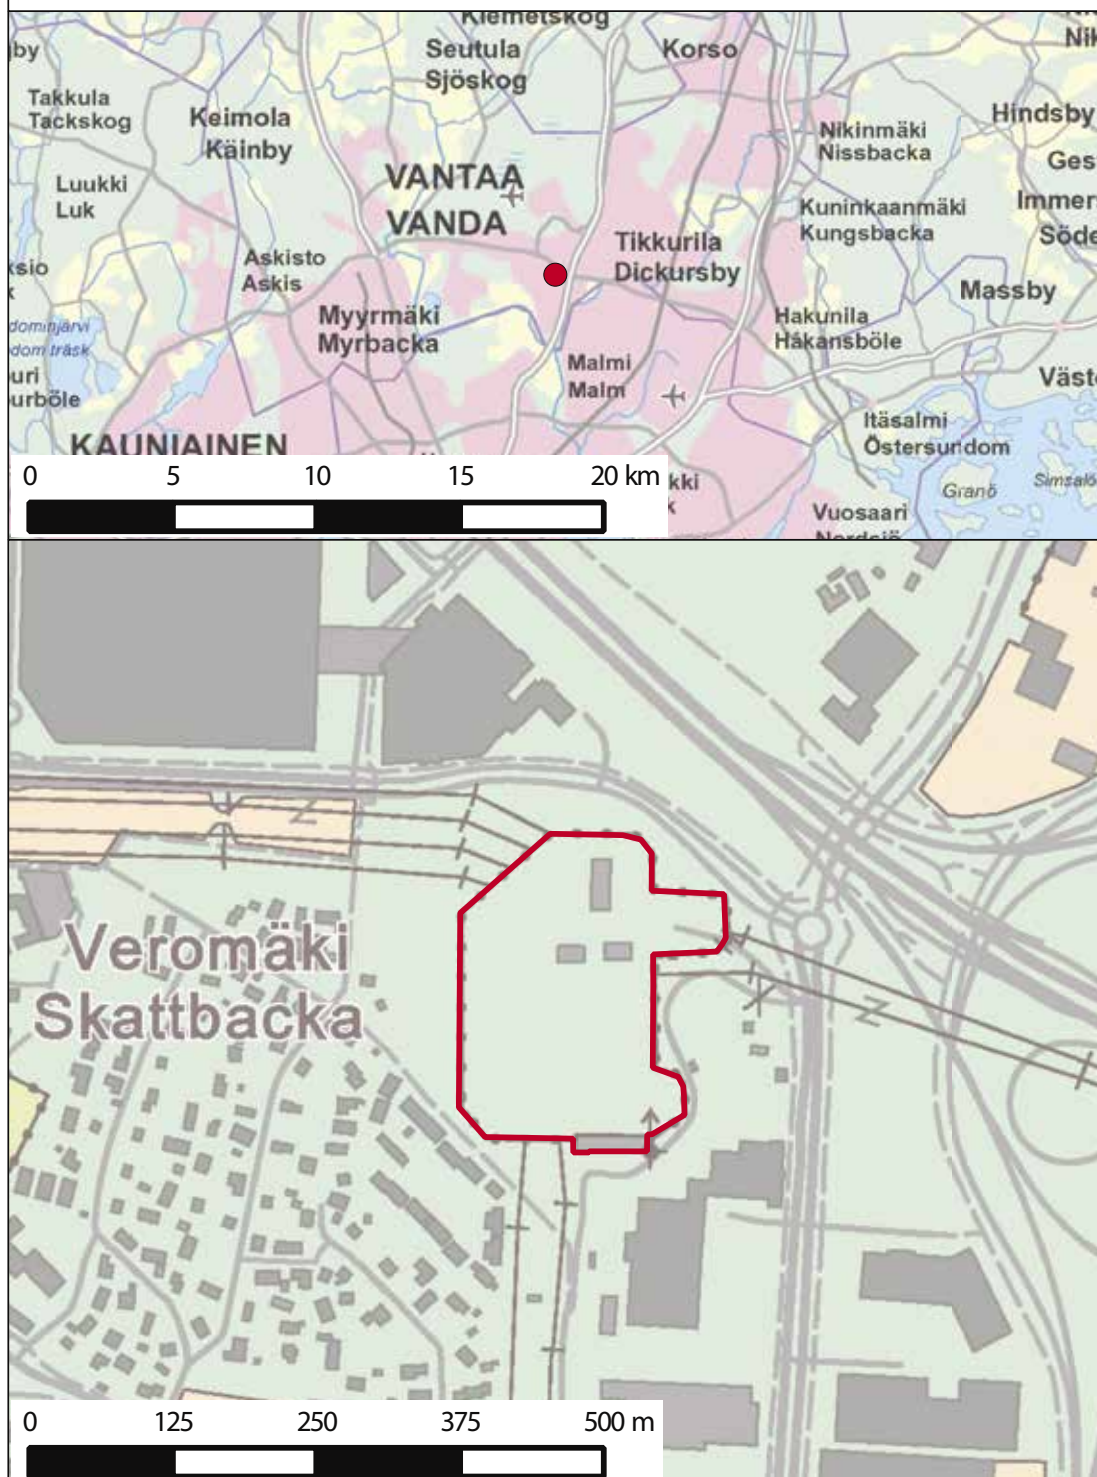 Klemetskog
Seutula
Sjöskog
Korso
Takkula
Tackskog
Keimola
Käinby
Hindsby
Nikinmäki
Nissbacka
Luukki
Luk
VANTAA
VANDA
Kuninkaanmäki
Kungsbacka
Askisto
Askis
Tikkurila
Dickursby
Massby
Myyrmäki
Myrbacka
Hakunila
Håkansböle
Malmi
Malm
Itäsalmi
Östersundom
KAUNIAINEN
Granö
Simsalö
Vuosaari
Nordsjö
0 5 10 15 20 km
Veromäki
Skattbacka
0 125 250 375 500 m